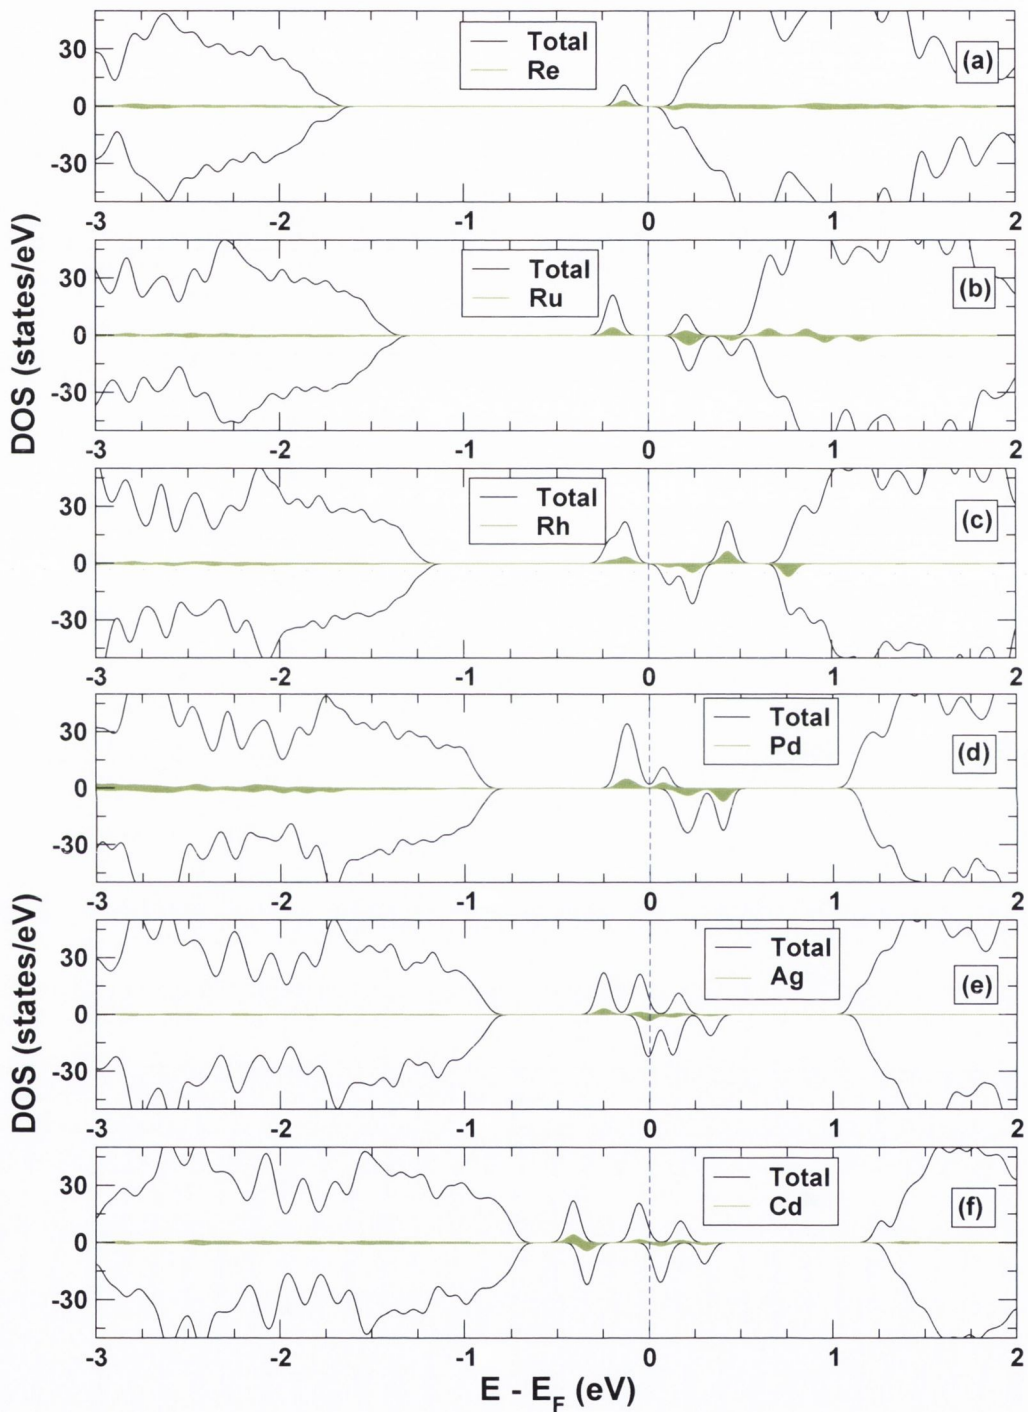 Total
Re
(a)
30
0
-30
-3 -2 -1 0 1 2
Total
Ru
(b)
30
0
-30
-3 -2 -1 0 1 2
DOS (states/eV)
Total
Rh
(c)
30
0
-30
-3 -2 -1 0 1 2
Total
Pd
(d)
30
0
-30
-3 -2 -1 0 1 2
Total
Ag
(e)
30
0
-30
-3 -2 -1 0 1 2
DOS (states/eV)
Total
Cd
(f)
30
0
-30
-3 -2 -1 0 1 2
E - E_F (eV)